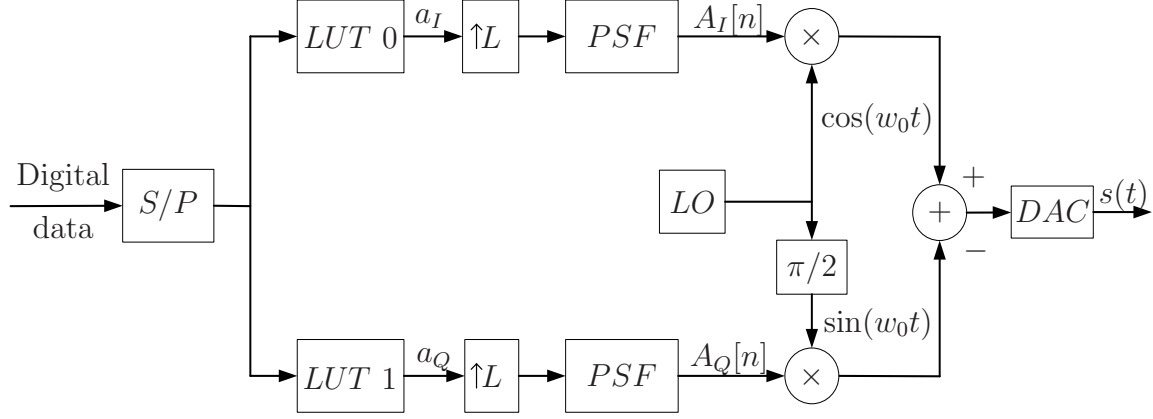 LUT 0
a_I
↑L
PSF
A_I[n]
×
cos(w_0t)
Digital
data
S/P
LO
+
+
−
DAC
s(t)
π/2
sin(w_0t)
LUT 1
a_Q
↑L
PSF
A_Q[n]
×